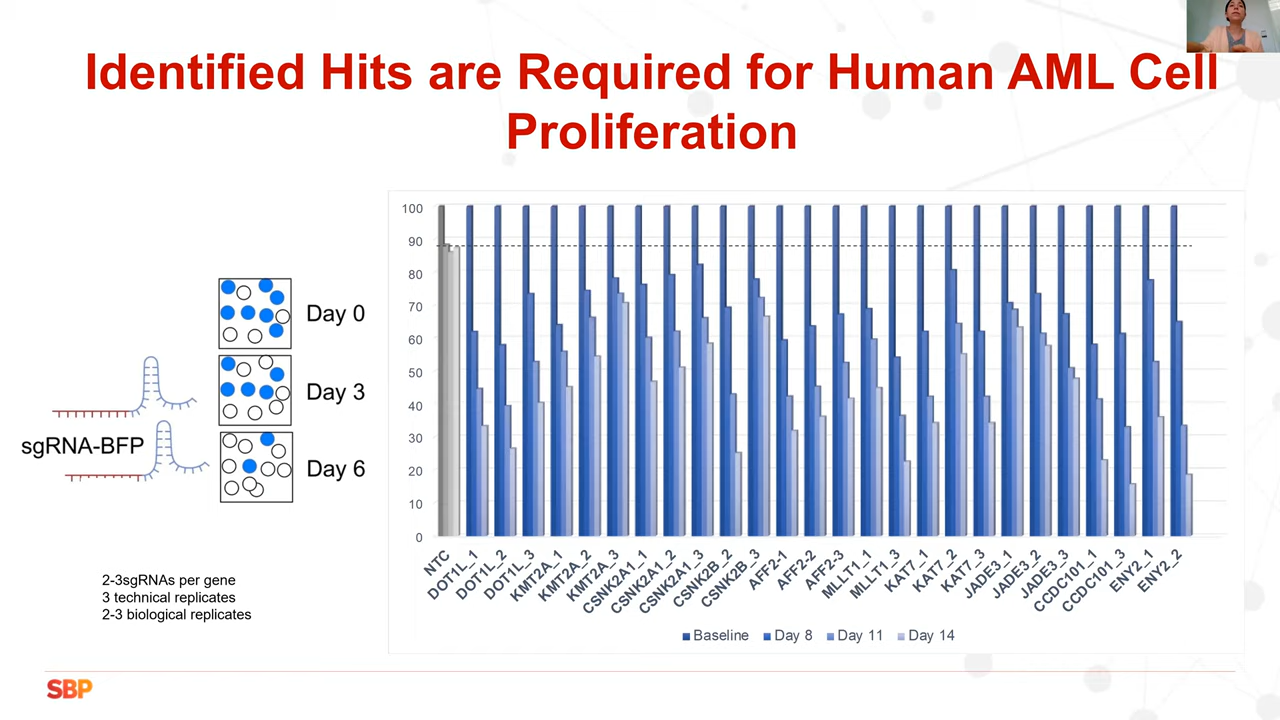 Identified Hits are Required for Human AML Cell
Proliferation
Day 0
Day 3
sgRNA-BFP
Day 6
2-3sgRNAs per gene
3 technical replicates
2-3 biological replicates
100
90
80
70
60
50
40
30
20
10
0
NTC
DOT1L_1
DOT1L_2
DOT1L_3
KMT2A_1
KMT2A_2
KMT2A_3
CSNK2A1_1
CSNK2A1_2
CSNK2A1_3
CSNK2B_2
CSNK2B_3
AFF2-1
AFF2-2
AFF2-3
MLLT1_1
MLLT1_3
KAT7_1
KAT7_2
KAT7_3
JADE3_1
JADE3_2
JADE3_3
CCDC101_1
CCDC101_3
ENY2_1
ENY2_2
Baseline Day 8 Day 11 Day 14
SBP